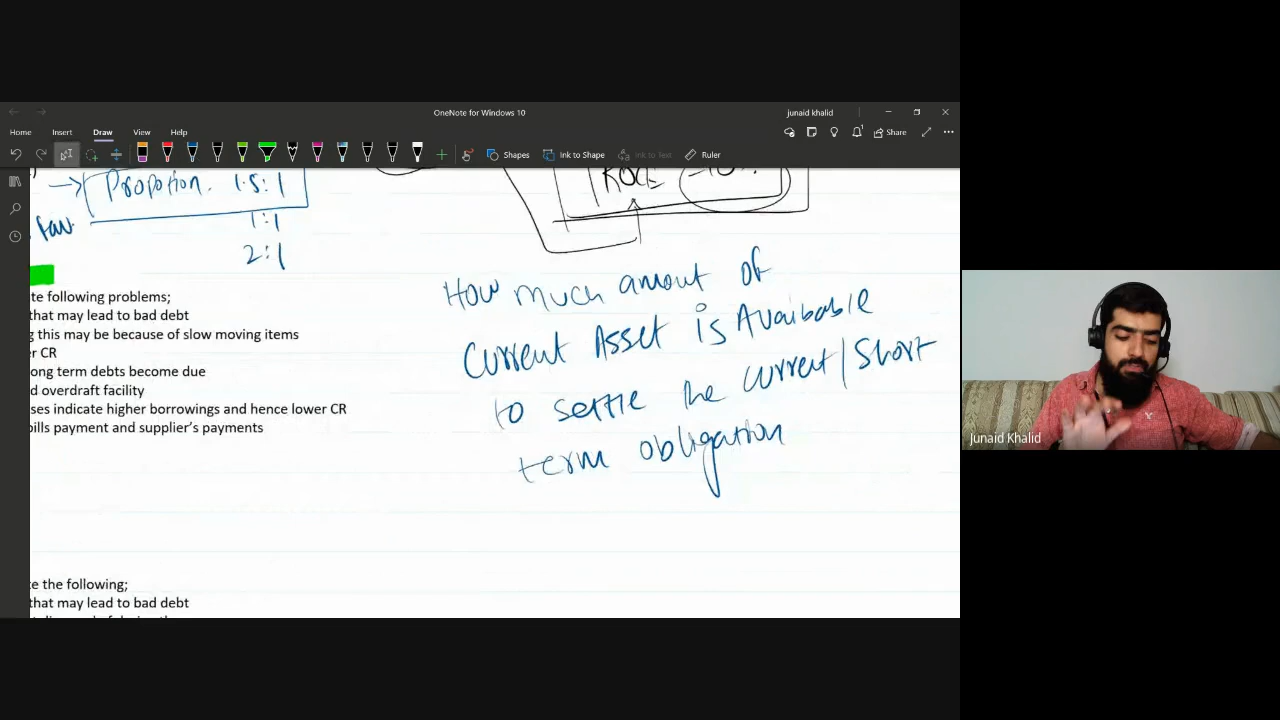 OneNote for Windows 10
junaid khalid
Home Insert Draw View Help
Share
Shapes
Ink to Shape
Ink to Text
Ruler
Propotion. 1.5:1
1:1
2:1
How much amout of
Current Asset is Avaibable
to settle the current/Short
term obligation
te following problems;
that may lead to bad debt
g this may be because of slow moving items
er CR
ong term debts become due
d overdraft facility
ses indicate higher borrowings and hence lower CR
bills payment and supplier's payments
te the following;
that may lead to bad debt
Junaid Khalid